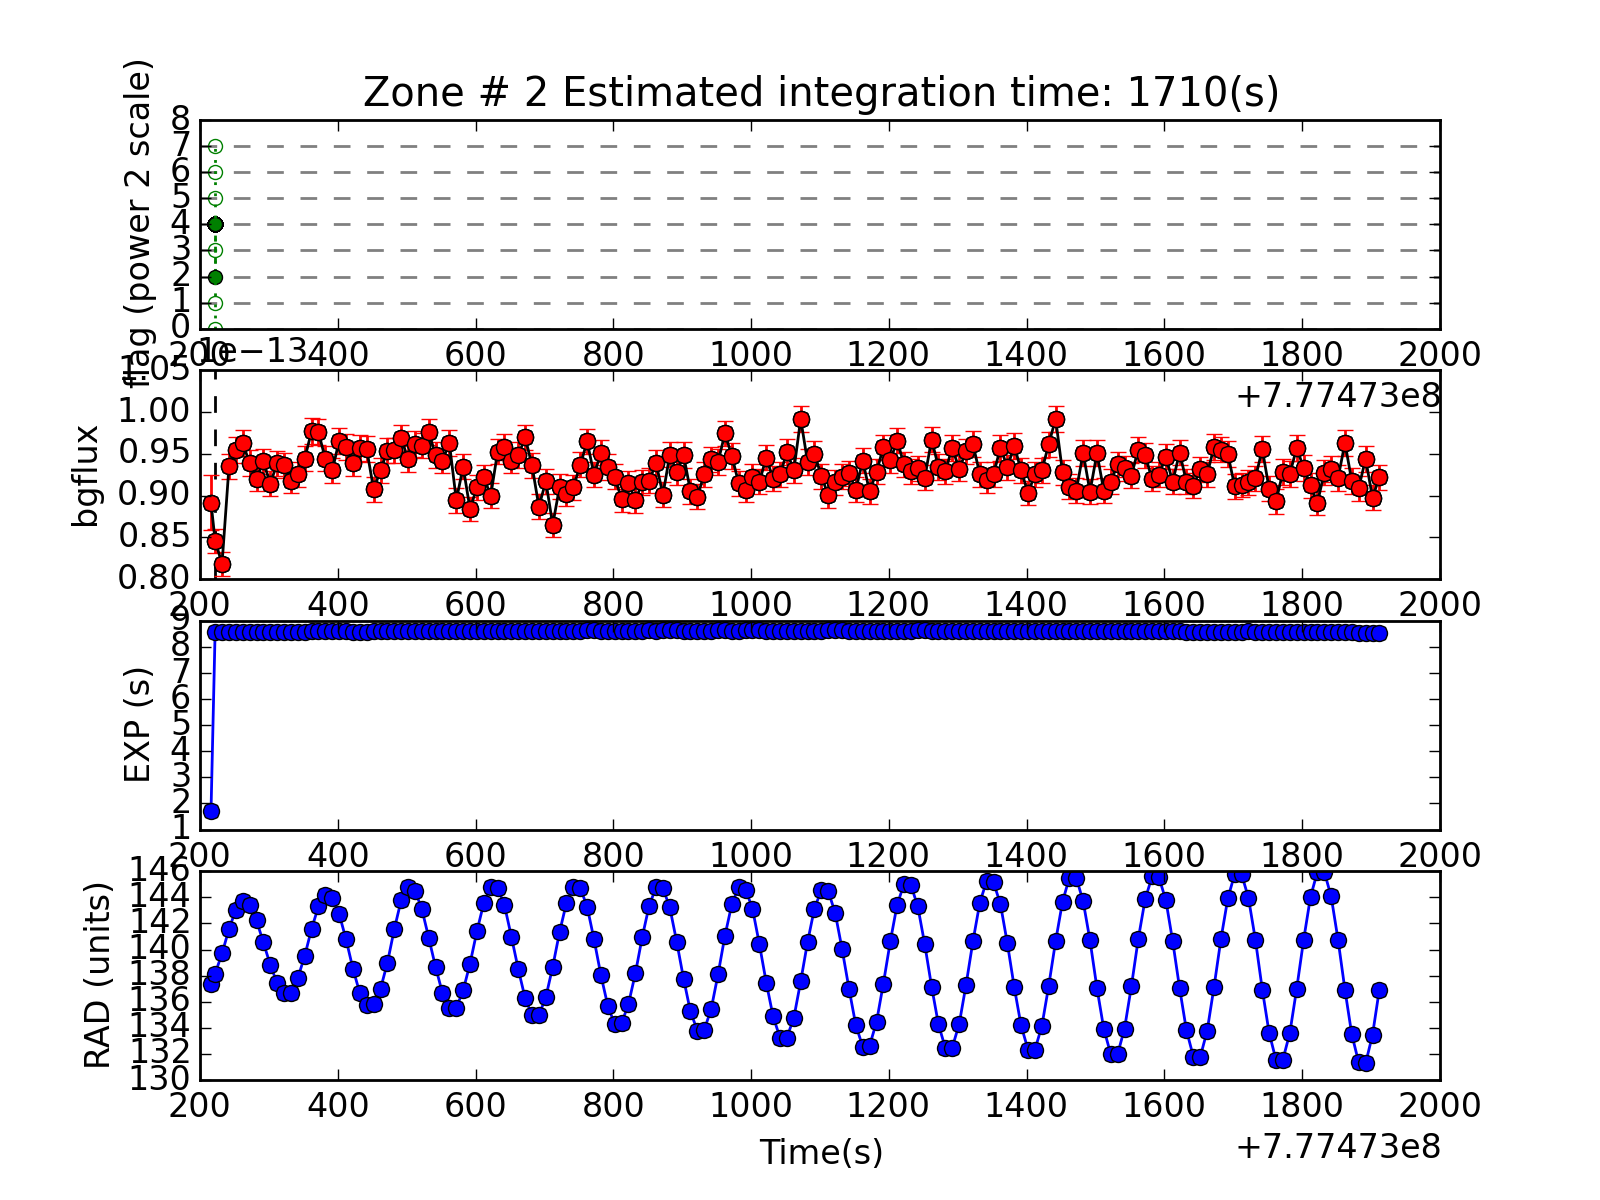 Zone # 2 Estimated integration time: 1710(s)
flag (power 2 scale)
8
7
6
5
4
3
2
1
0
200 400 600 800 1000 1200 1400 1600 1800 2000
+7.77473e8
1e−13
bgflux
1.05
1.00
0.95
0.90
0.85
0.80
200 400 600 800 1000 1200 1400 1600 1800 2000
EXP (s)
9
8
7
6
5
4
3
2
1
200 400 600 800 1000 1200 1400 1600 1800 2000
RAD (units)
146
144
142
140
138
136
134
132
130
200 400 600 800 1000 1200 1400 1600 1800 2000
Time(s)
+7.77473e8